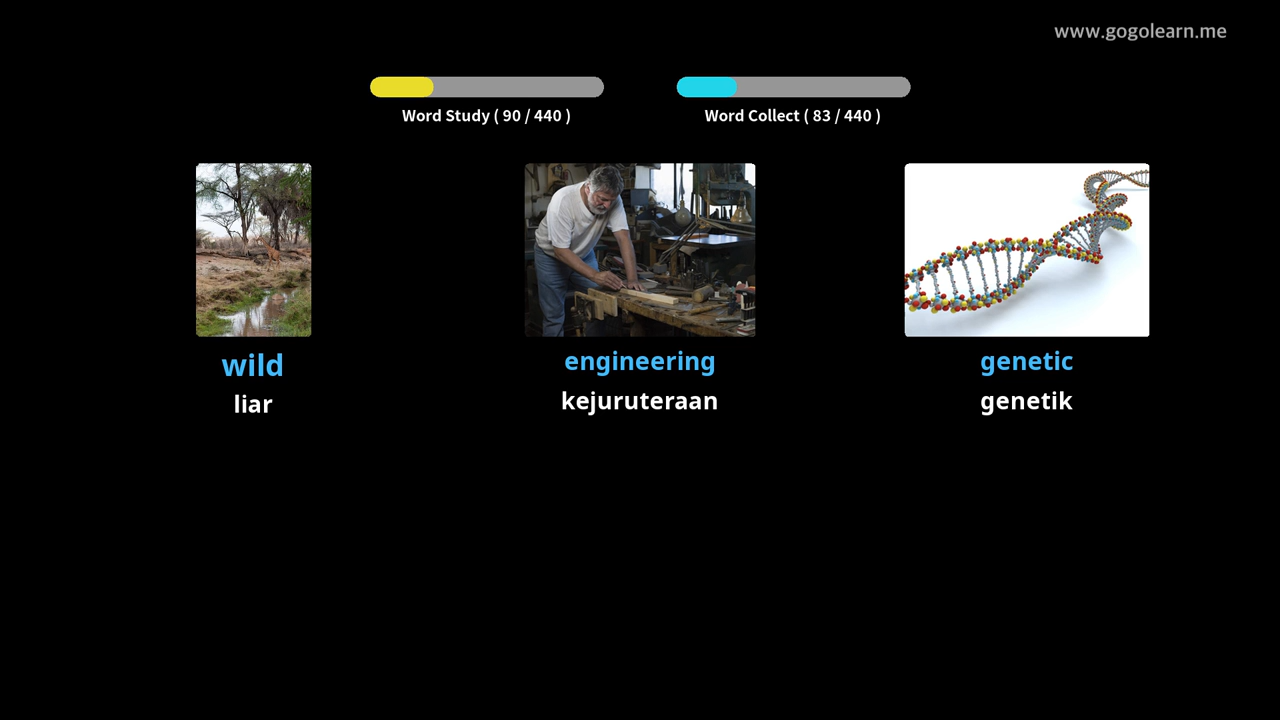 www.gogolearn.me
Word Study ( 90 / 440 )
Word Collect ( 83 / 440 )
wild
liar
engineering
kejuruteraan
genetic
genetik